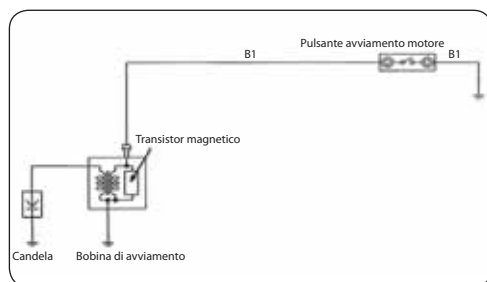 Pulsante avviamento motore
B1
B1
Transistor magnetico
Candela
Bobina di avviamento